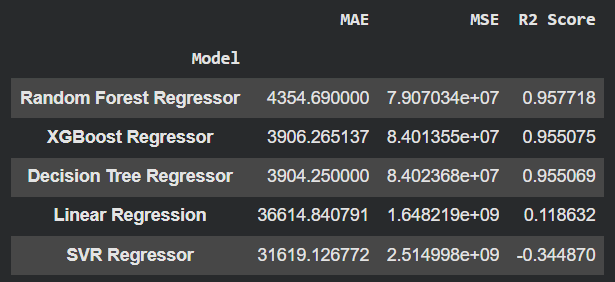 MAE MSE R2 Score
Model
Random Forest Regressor 4354.690000 7.907034e+07 0.957718
XGBoost Regressor 3906.265137 8.401355e+07 0.955075
Decision Tree Regressor 3904.250000 8.402368e+07 0.955069
Linear Regression 36614.840791 1.648219e+09 0.118632
SVR Regressor 31619.126772 2.514998e+09 -0.344870